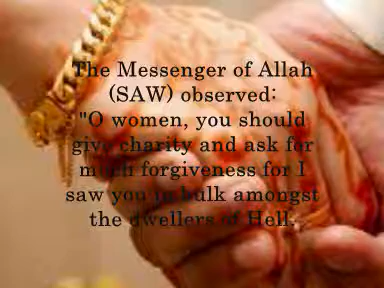 The Messenger of Allah
(SAW) observed:
"O women, you should
give charity and ask for
much forgiveness for I
saw you in bulk amongst
the dwellers of Hell.